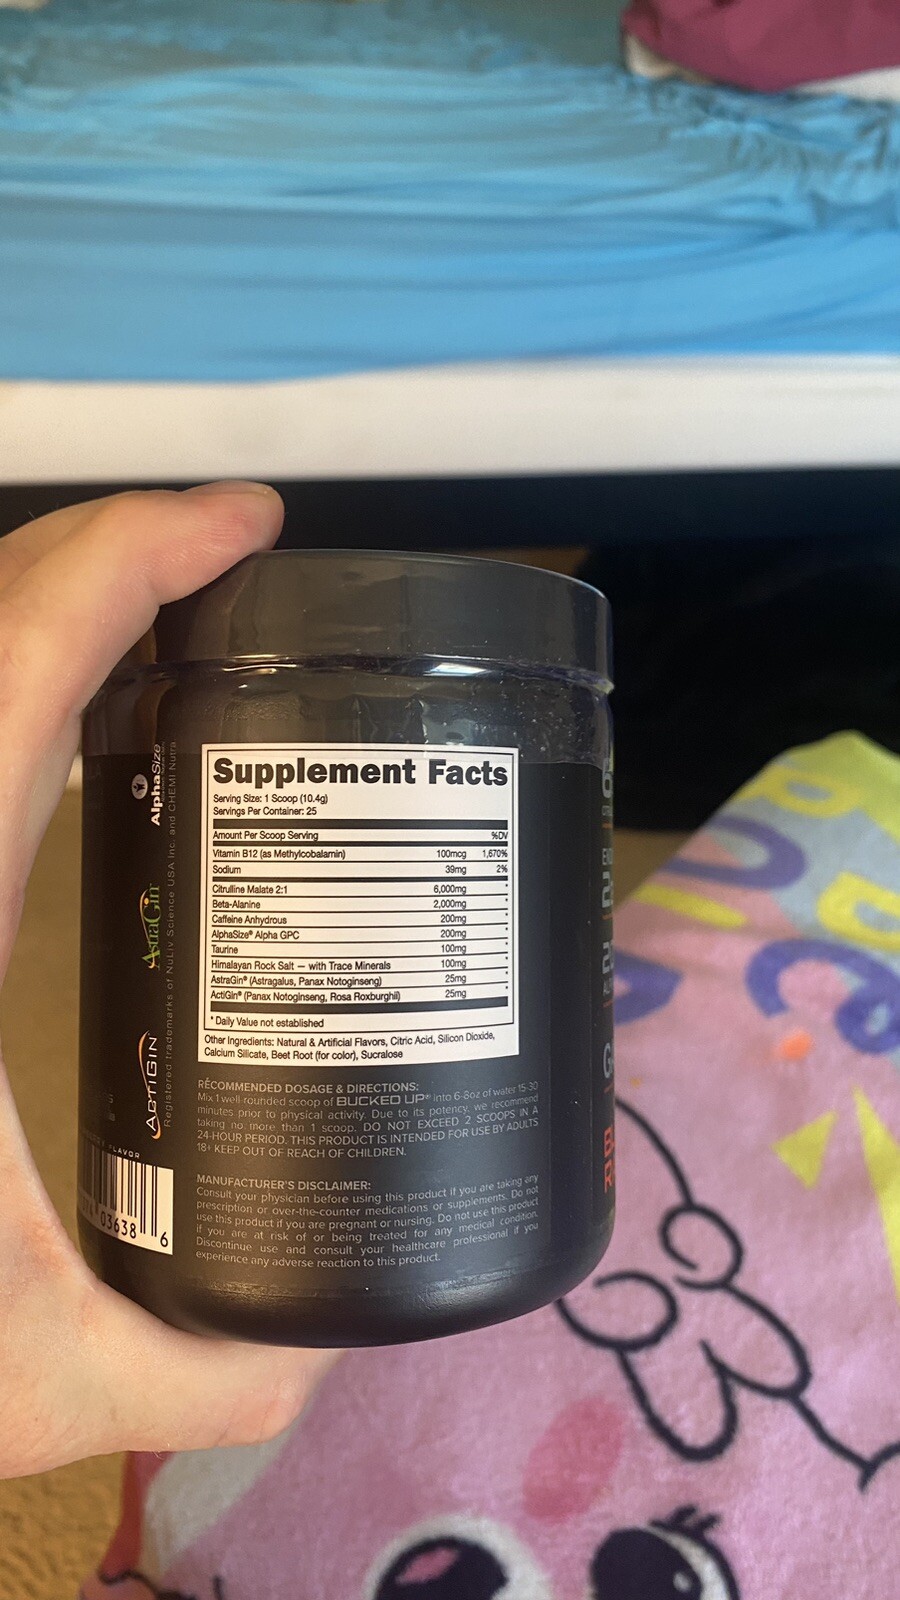 Supplement Facts
Serving Size: 1 Scoop (10.4g)
Servings Per Container: 25
Amount Per Scoop Serving %DV
Vitamin B12 (as Methylcobalamin) 100mcg 1,670%
Sodium 39mg 2%
Citrulline Malate 2:1 6,000mg *
Beta-Alanine 2,000mg *
Caffeine Anhydrous 200mg *
AlphaSize® Alpha GPC 200mg *
Taurine 100mg *
Himalayan Rock Salt — with Trace Minerals 100mg *
AstraGin® (Astragalus, Panax Notoginseng) 25mg *
ActiGin® (Panax Notoginseng, Rosa Roxburghii) 25mg *
* Daily Value not established
Other Ingredients: Natural & Artificial Flavors, Citric Acid, Silicon Dioxide,
Calcium Silicate, Beet Root (for color), Sucralose
RECOMMENDED DOSAGE & DIRECTIONS:
Mix 1 well rounded scoop of BUCKED UP® into 6-8oz of water 15-30
minutes prior to physical activity. Due to its potency, we recommend
taking no more than 1 scoop. DO NOT EXCEED 2 SCOOPS IN A
24-HOUR PERIOD. THIS PRODUCT IS INTENDED FOR USE BY ADULTS
18+ KEEP OUT OF REACH OF CHILDREN.
MANUFACTURER'S DISCLAIMER:
Consult your physician before using this product if you are taking any
prescription or over-the-counter medications or supplements. Do not
use this product if you are pregnant or nursing. Do not use this product
if you are at risk of or being treated for any medical condition.
Discontinue use and consult your healthcare professional if you
experience any adverse reaction to this product.
AlphaSize
AstraGin
ACTIGIN
Registered trademarks of NuLiv Science USA Inc. and CHEMI Nutra
FLAVOR
03638 6